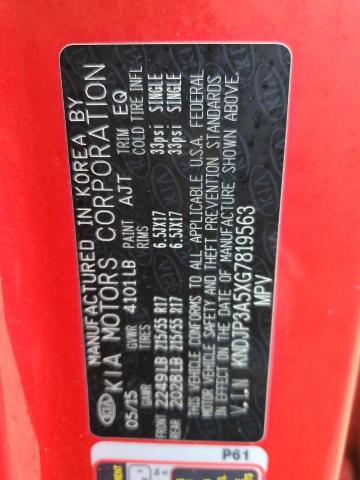 MANUFACTURED IN KOREA BY
KIA KIA MOTORS CORPORATION
05/15 GVWR 4101LB PAINT AJT TRIM EQ
GAWR TIRES RIMS COLD TIRE INFL
FRONT 2249LB 215/55 R17 6.5JX17 33psi SINGLE
REAR 2028LB 215/55 R17 6.5JX17 33psi SINGLE
THIS VEHICLE CONFORMS TO ALL APPLICABLE U.S.A. FEDERAL
MOTOR VEHICLE SAFETY AND THEFT PREVENTION STANDARDS
IN EFFECT ON THE DATE OF MANUFACTURE SHOWN ABOVE.
V.I.N KNDJP3A5XG7819563
MPV
P61